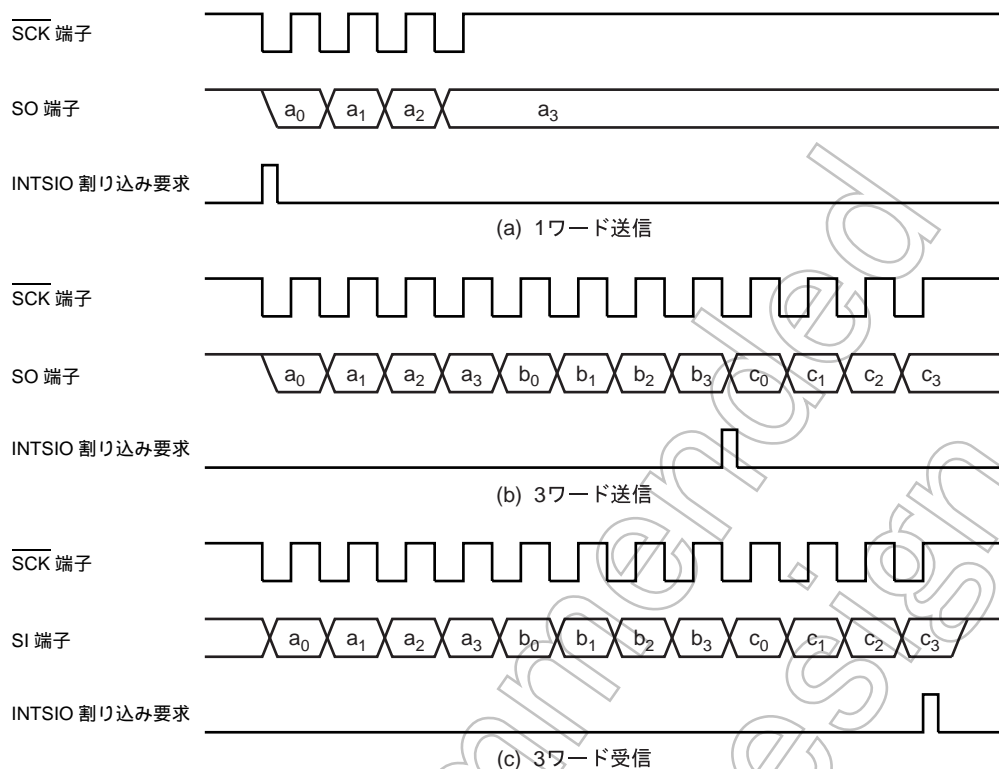 SCK 端子
SO 端子
a0 a1 a2 a3
INTSIO 割り込み要求
(a) 1ワード送信
SCK 端子
SO 端子
a0 a1 a2 a3 b0 b1 b2 b3 c0 c1 c2 c3
INTSIO 割り込み要求
(b) 3ワード送信
SCK 端子
SI 端子
a0 a1 a2 a3 b0 b1 b2 b3 c0 c1 c2 c3
INTSIO 割り込み要求
(c) 3ワード受信